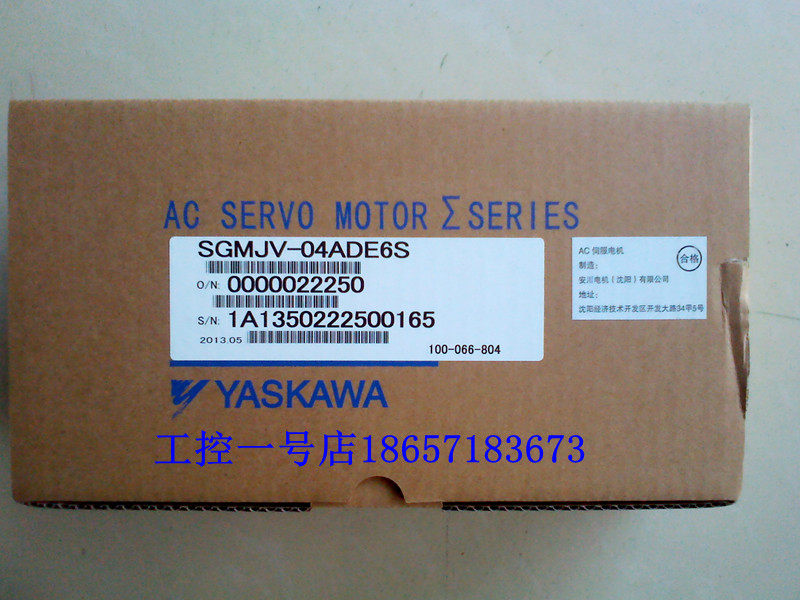 AC SERVO MOTOR Σ SERIES
SGMJV-04ADE6S
O/N: 0000022250
S/N: 1A1350222500165
2013.05
100-066-804
AC 伺服电机
合格
制造：
安川电机（沈阳）有限公司
地址：
沈阳经济技术开发区开发大路34甲5号
YASKAWA
工控一号店18657183673